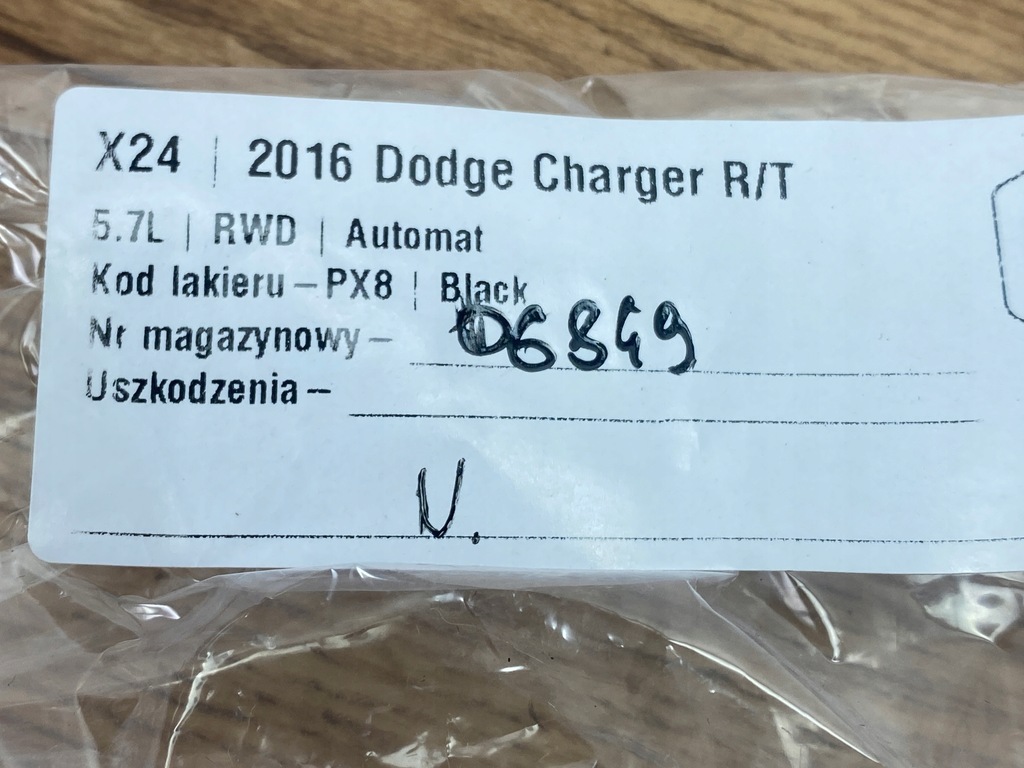 X24 | 2016 Dodge Charger R/T
5.7L | RWD | Automat
Kod lakieru – PX8 | Black
Nr magazynowy – 06849
Uszkodzenia –
N.